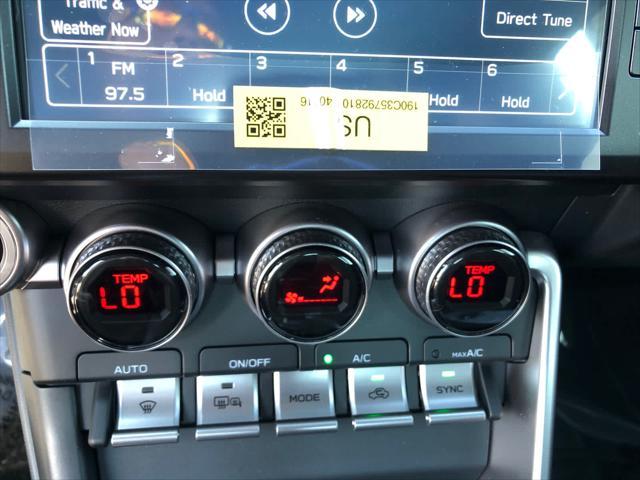 Traffic &
Weather Now
Direct Tune
1 2 3 4 5 6
FM
97.5 Hold Hold Hold
US
TEMP
LO
TEMP
LO
AUTO
ON/OFF
A/C
MAX A/C
MODE
SYNC